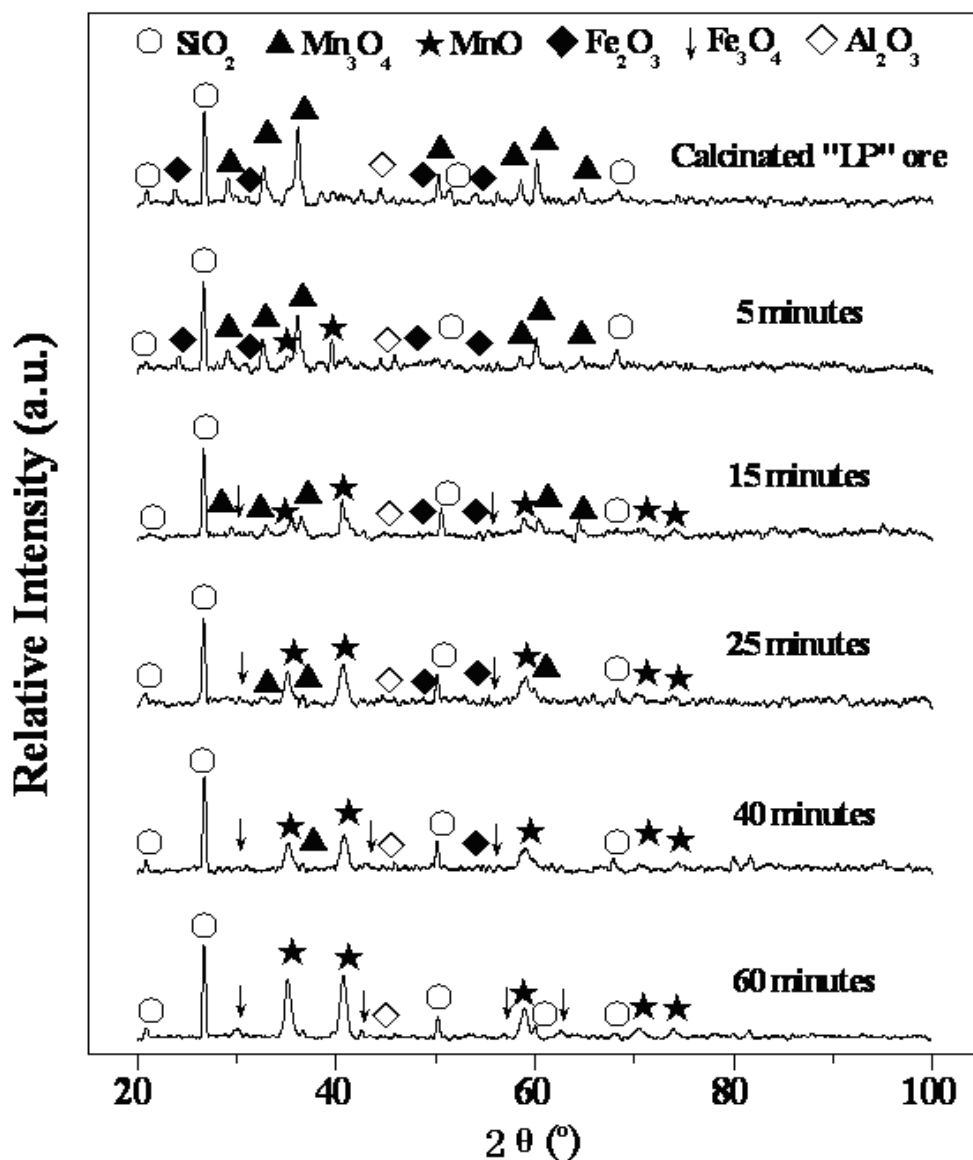 SiO₂ Mn₃O₄ MnO Fe₂O₃ Fe₃O₄ Al₂O₃
Calcinated "LP" ore
5 minutes
15 minutes
25 minutes
40 minutes
60 minutes
Relative Intensity (a.u.)
20 40 60 80 100
2 θ (°)